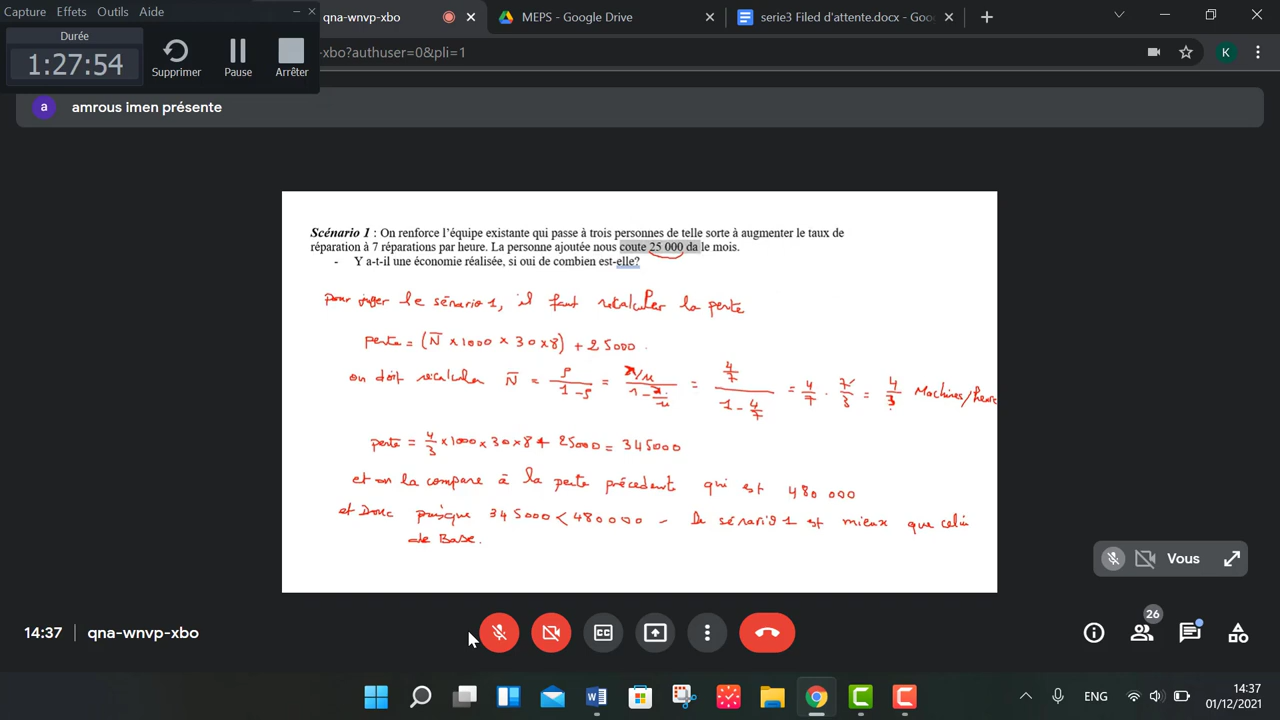 Capture Effets Outils Aide
Durée
1:27:54
Supprimer Pause Arrêter
qna-wnvp-xbo
MEPS - Google Drive
serie3 Filed d'attente.docx - Goo
-xbo?authuser=0&pli=1
K
a amrous imen présente
Scénario 1 : On renforce l'équipe existante qui passe à trois personnes de telle sorte à augmenter le taux de
réparation à 7 réparations par heure. La personne ajoutée nous coute 25 000 da le mois.
- Y a-t-il une économie réalisée, si oui de combien est-elle?
pour juger le sénario 1, il faut recalculer la perte
perte = (N̅ × 1000 × 30 × 8) + 25000
on doit recalculer N̅ = ρ/(1-ρ) = (λ/μ)/(1-λ/μ) = (4/7)/(1-4/7) = 4/7 · 7/3 = 4/3 Machines/heure
perte = 4/3 × 1000 × 30 × 8 + 25000 = 345000
et on la compare à la perte précédente qui est 480 000
et Donc puisque 345000 < 480000 - le sénario 1 est mieux que celui
de Base.
Vous
14:37 qna-wnvp-xbo
26
ENG
14:37
01/12/2021